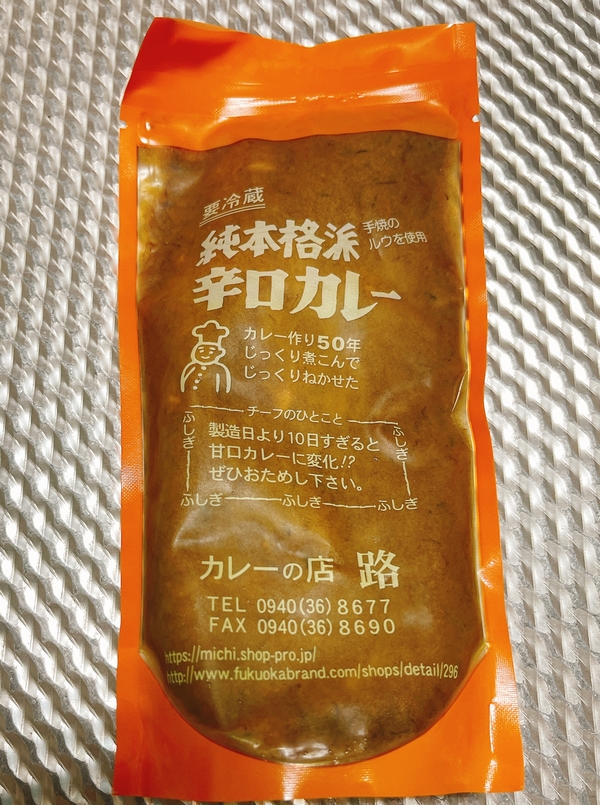 要冷蔵
純本格派
手焼の
ルウを使用
辛口カレー
カレー作り50年
じっくり煮こんで
じっくりねかせた
チーフのひとこと
ふしぎ
ふしぎ
製造日より10日すぎると
甘口カレーに変化!?
ぜひおためし下さい。
ふしぎ ふしぎ ふしぎ
カレーの店 路
TEL 0940(36)8677
FAX 0940(36)8690
https://michi.shop-pro.jp/
http://www.fukuokabrand.com/shops/detail/296